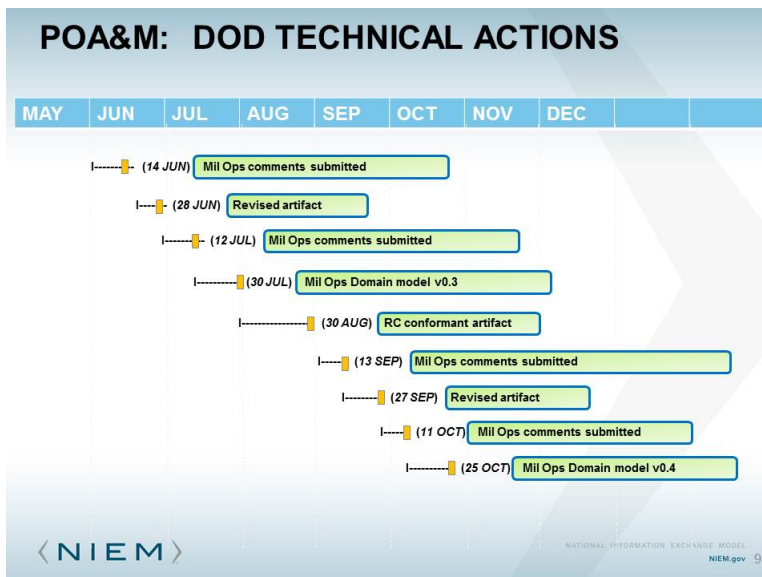 POA&M: DOD TECHNICAL ACTIONS
MAY JUN JUL AUG SEP OCT NOV DEC
(14 JUN) Mil Ops comments submitted
(28 JUN) Revised artifact
(12 JUL) Mil Ops comments submitted
(30 JUL) Mil Ops Domain model v0.3
(30 AUG) RC conformant artifact
(13 SEP) Mil Ops comments submitted
(27 SEP) Revised artifact
(11 OCT) Mil Ops comments submitted
(25 OCT) Mil Ops Domain model v0.4
NIEM
NATIONAL INFORMATION EXCHANGE MODEL
NIEM.gov 9